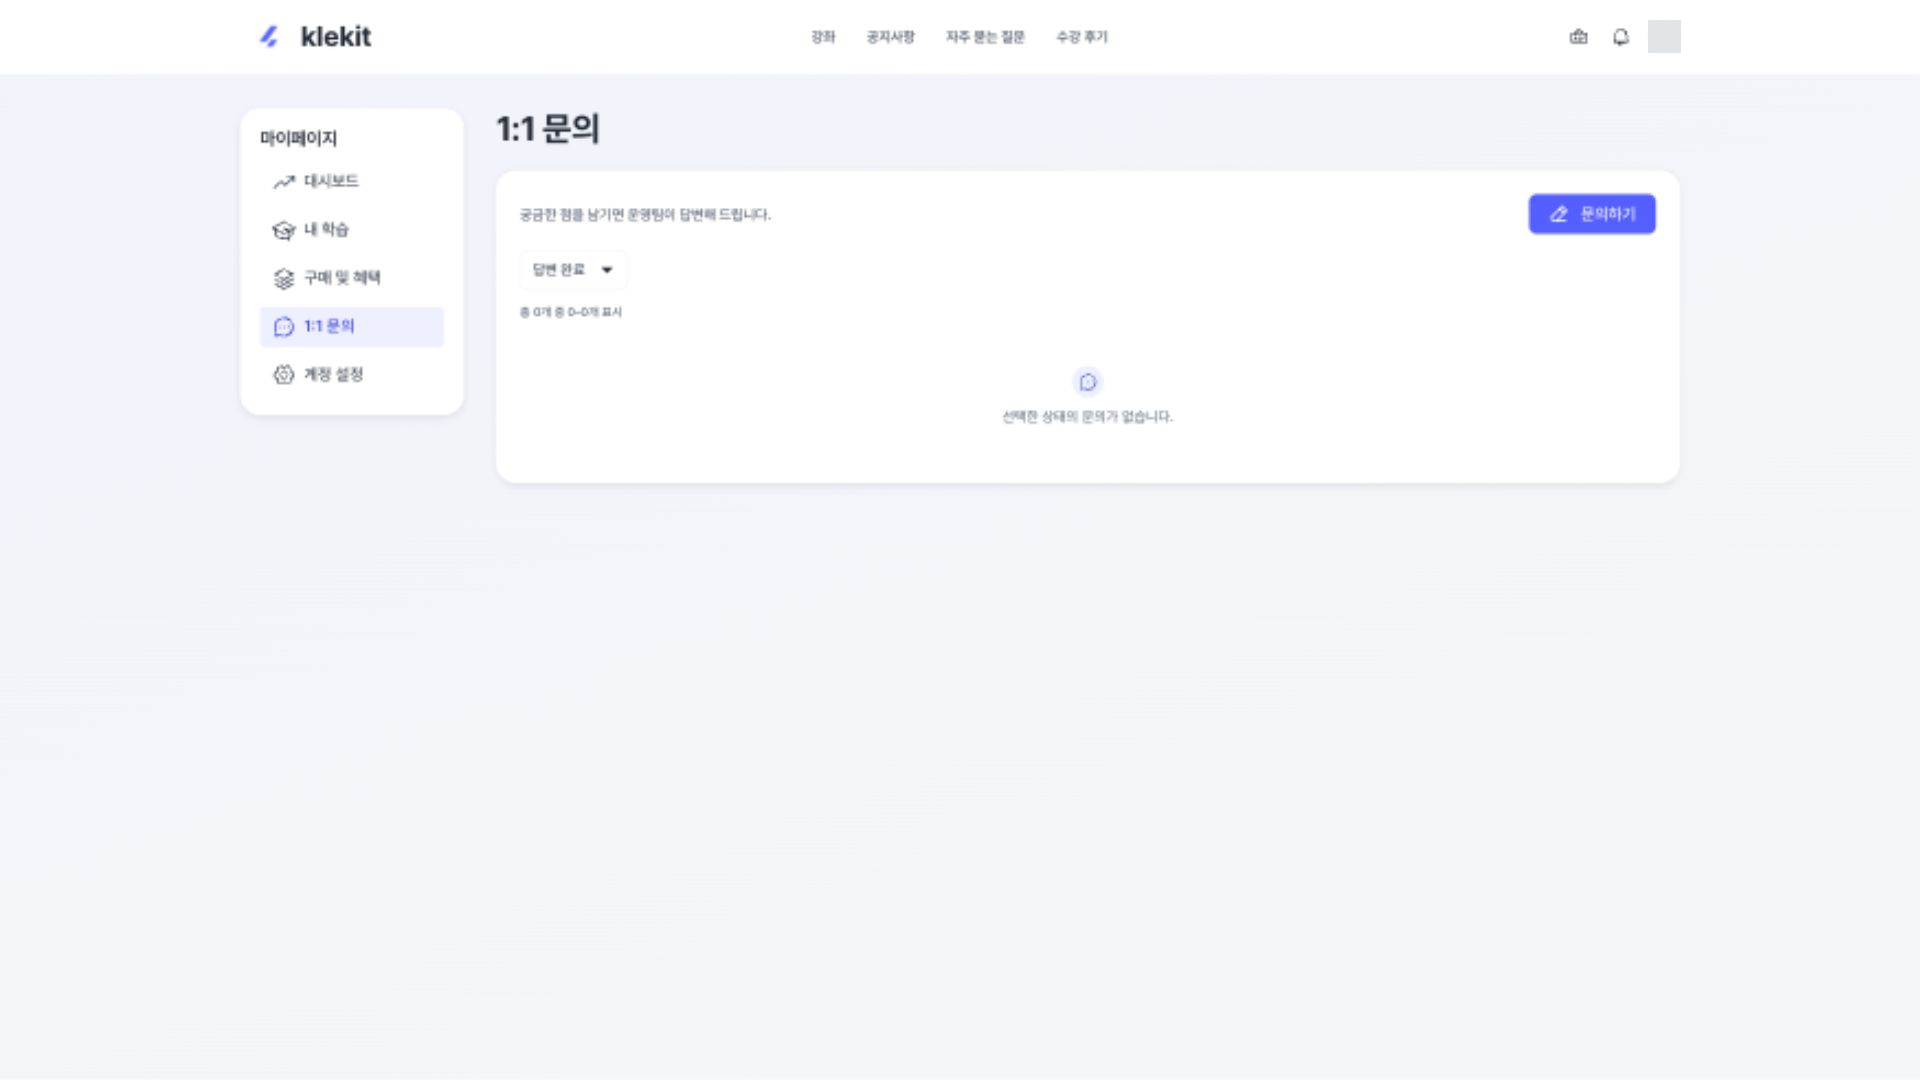 klekit
강좌
공지사항
자주 묻는 질문
수강 후기
마이페이지
대시보드
내 학습
구매 및 혜택
1:1 문의
계정 설정
1:1 문의
궁금한 점을 남기면 운영팀이 답변해 드립니다.
문의하기
답변 완료
총 0개 중 0-0개 표시
선택한 상태의 문의가 없습니다.